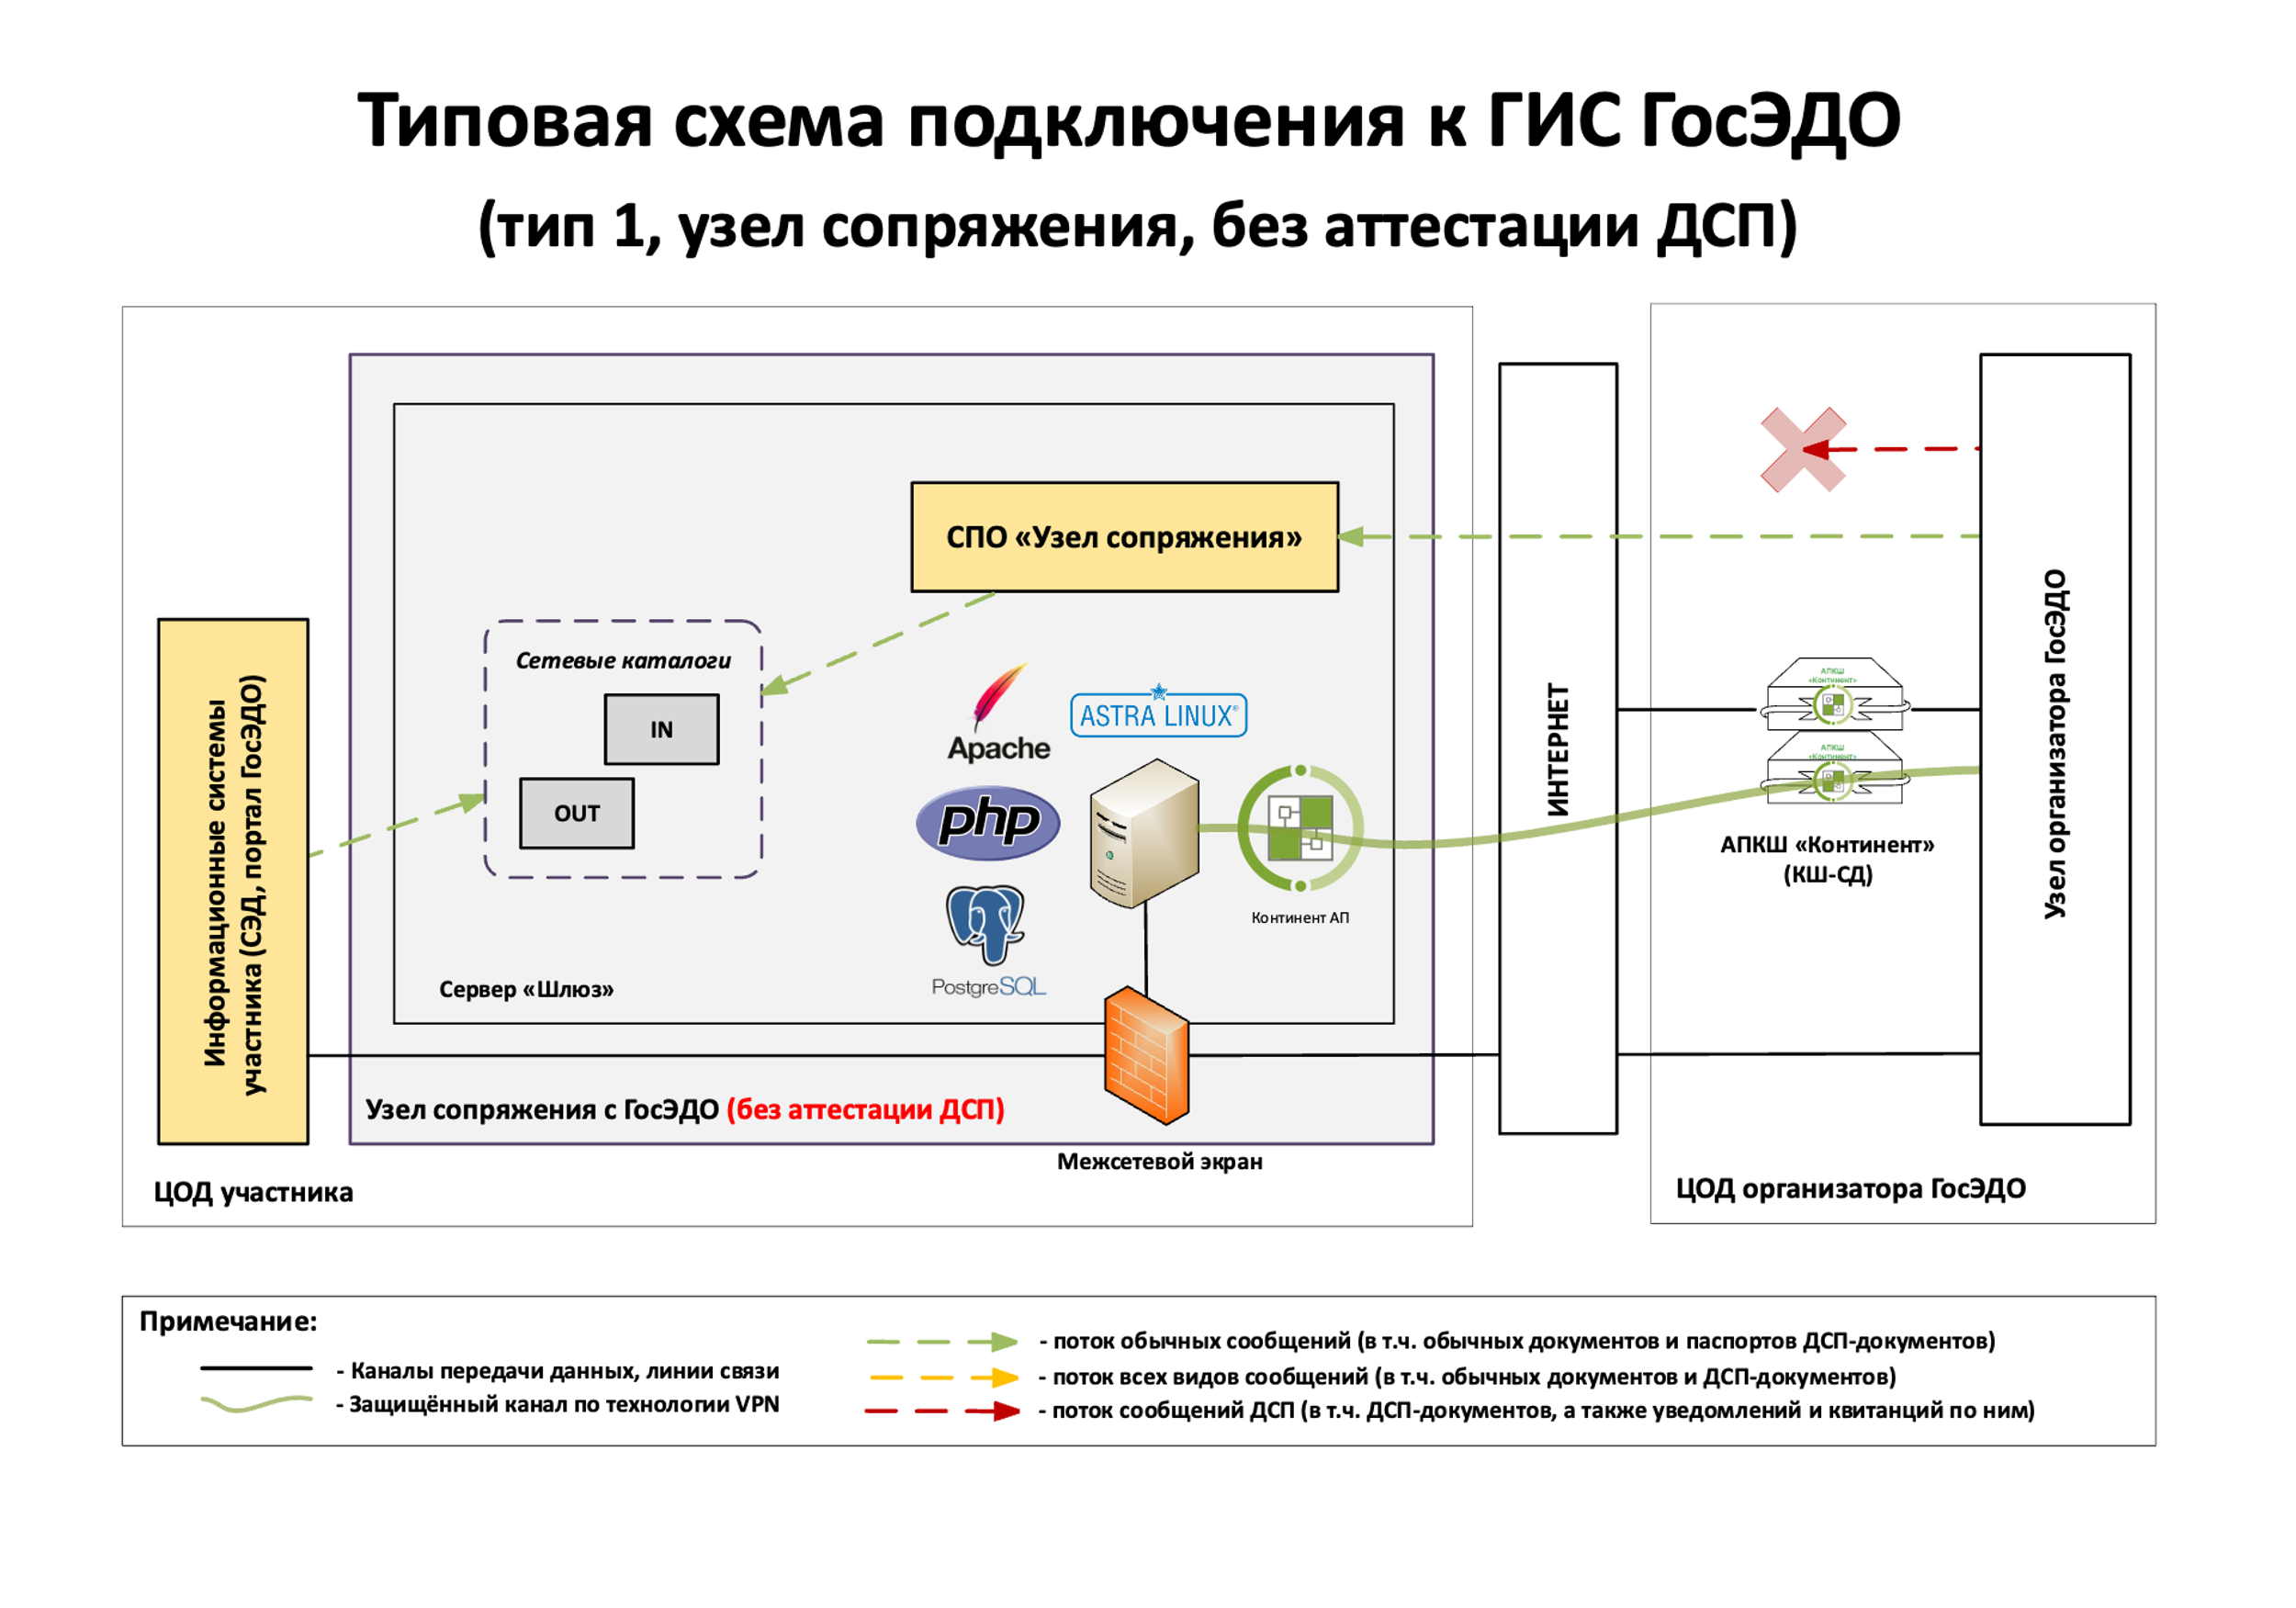 Типовая схема подключения к ГИС ГосЭДО
(тип 1, узел сопряжения, без аттестации ДСП)
СПО «Узел сопряжения»
Сетевые каталоги
IN
OUT
Информационные системы
участника (СЭД, портал ГосЭДО)
Apache
ASTRA LINUX®
php
PostgreSQL
Континент АП
Сервер «Шлюз»
Узел сопряжения с ГосЭДО (без аттестации ДСП)
Межсетевой экран
ЦОД участника
ИНТЕРНЕТ
АПКШ
«Континент»
АПКШ
«Континент»
АПКШ «Континент»
(КШ-СД)
Узел организатора ГосЭДО
ЦОД организатора ГосЭДО
Примечание:
- Каналы передачи данных, линии связи
- Защищённый канал по технологии VPN
- поток обычных сообщений (в т.ч. обычных документов и паспортов ДСП-документов)
- поток всех видов сообщений (в т.ч. обычных документов и ДСП-документов)
- поток сообщений ДСП (в т.ч. ДСП-документов, а также уведомлений и квитанций по ним)